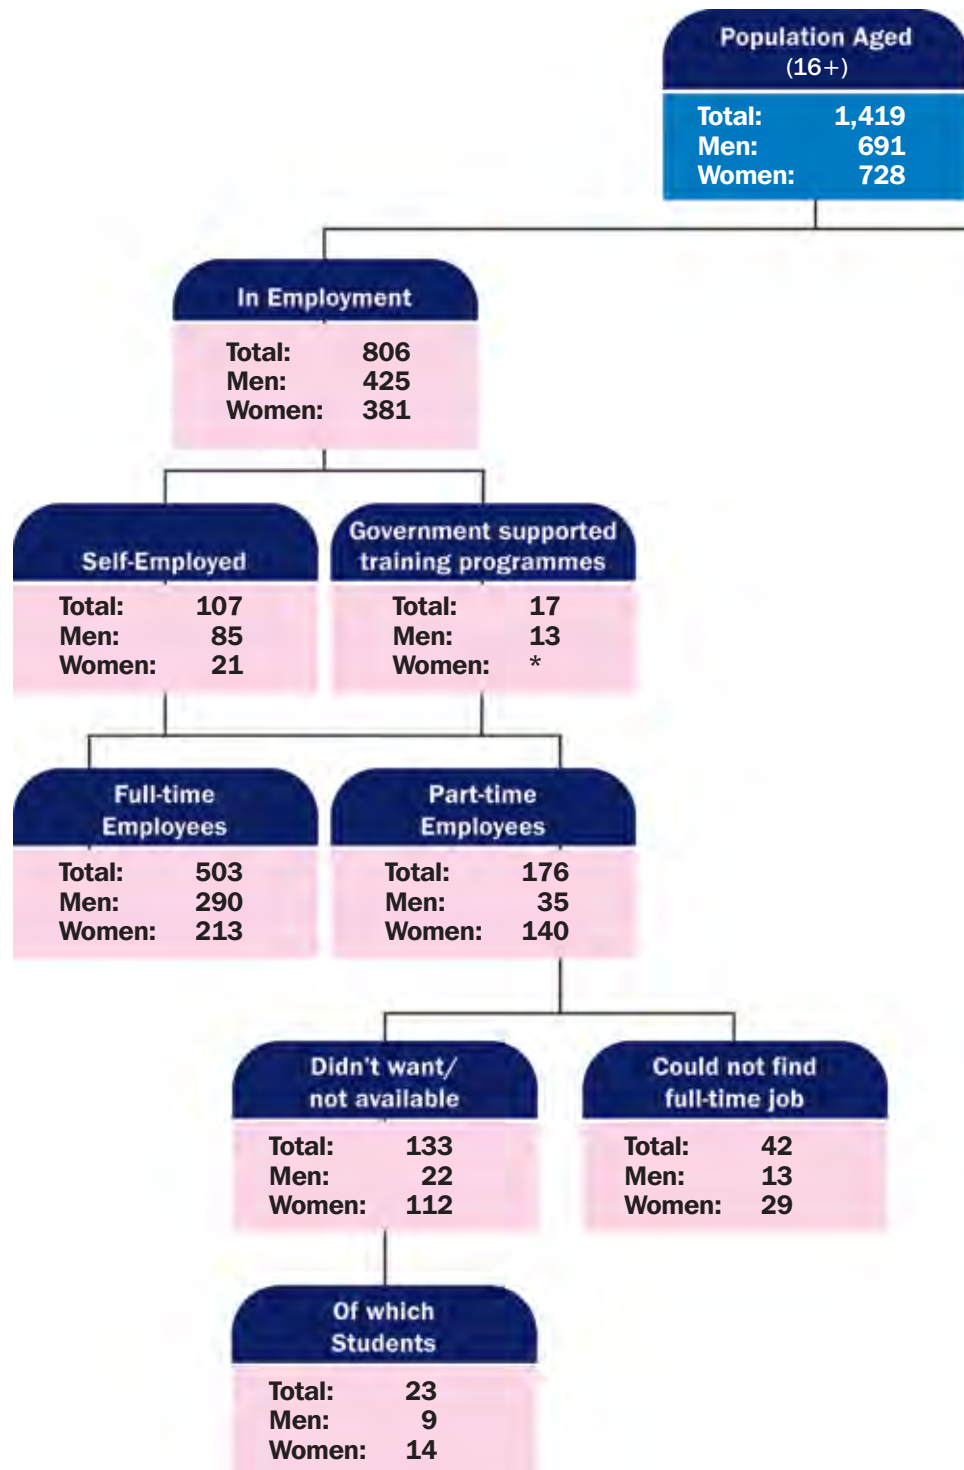 Population Aged
(16+)
Total: 1,419
Men: 691
Women: 728
In Employment
Total: 806
Men: 425
Women: 381
Self-Employed
Total: 107
Men: 85
Women: 21
Government supported
training programmes
Total: 17
Men: 13
Women: *
Full-time
Employees
Total: 503
Men: 290
Women: 213
Part-time
Employees
Total: 176
Men: 35
Women: 140
Didn't want/
not available
Total: 133
Men: 22
Women: 112
Could not find
full-time job
Total: 42
Men: 13
Women: 29
Of which
Students
Total: 23
Men: 9
Women: 14